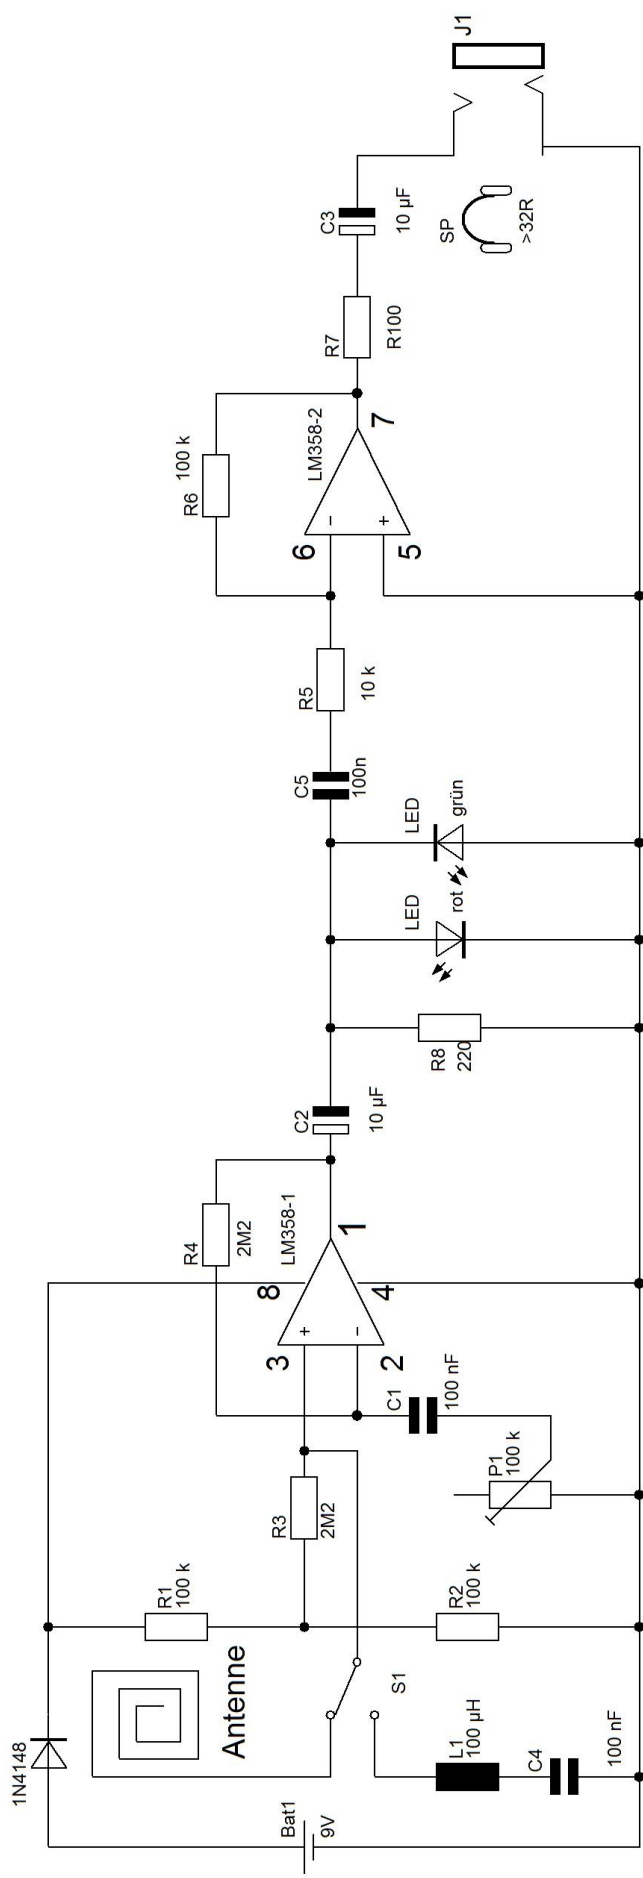 1N4148
Bat1
9V
Antenne
S1
L1
100 µH
C4
100 nF
R1
100 k
R2
100 k
R3
2M2
P1
100 k
C1
100 nF
3
2
+
–
8
4
1
LM358-1
R4
2M2
C2
10 µF
R8
220
LED
rot
LED
grün
C5
100n
R5
10 k
6
5
–
+
7
LM358-2
R6
100 k
R7
R100
C3
10 µF
SP
>32R
J1